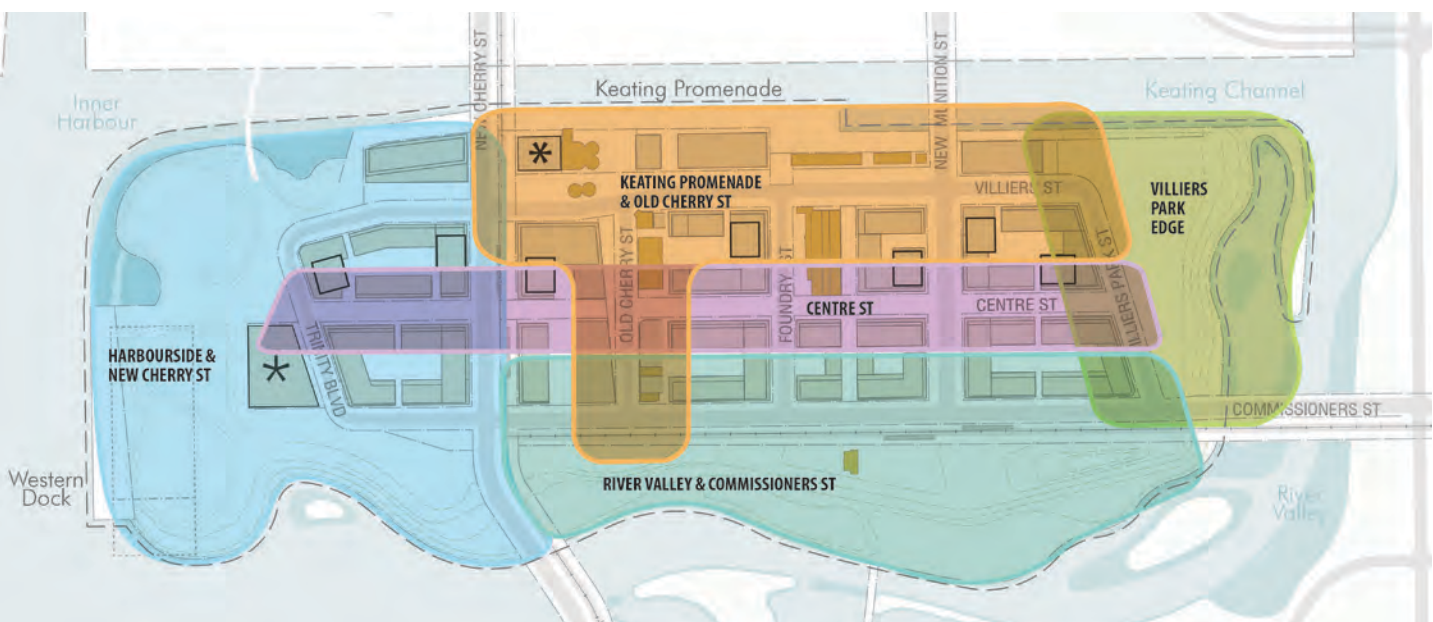 NEW CHERRY ST
NEW MUNITION ST
Keating Promenade
Keating Channel
Inner
Harbour
*
KEATING PROMENADE
& OLD CHERRY ST
VILLIERS ST
VILLIERS
PARK
EDGE
OLD CHERRY ST
FOUNDRY ST
VILLIERS PARK ST
CENTRE ST
CENTRE ST
HARBOURSIDE &
NEW CHERRY ST
*
TRINITY BLVD
COMMISSIONERS ST
Western
Dock
RIVER VALLEY & COMMISSIONERS ST
River
Valley